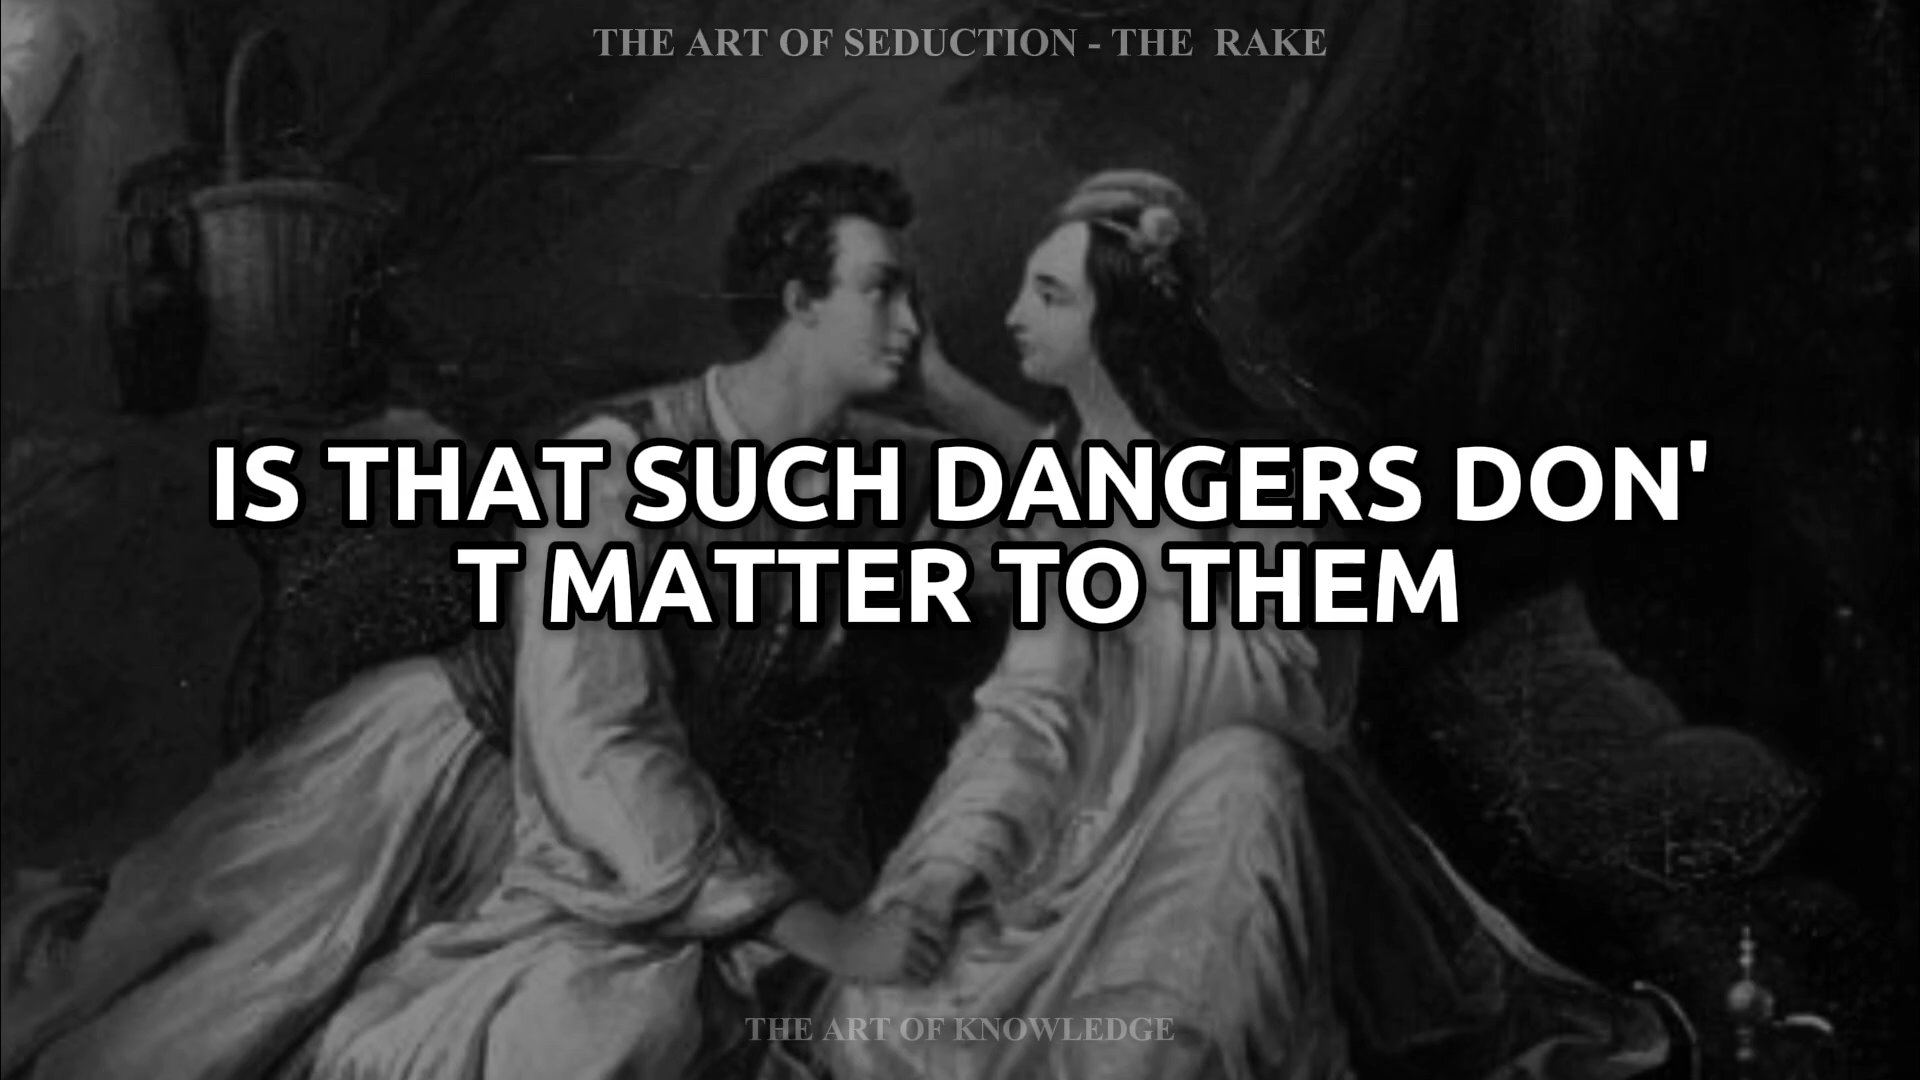 THE ART OF SEDUCTION - THE RAKE
IS THAT SUCH DANGERS DON'
T MATTER TO THEM
THE ART OF KNOWLEDGE